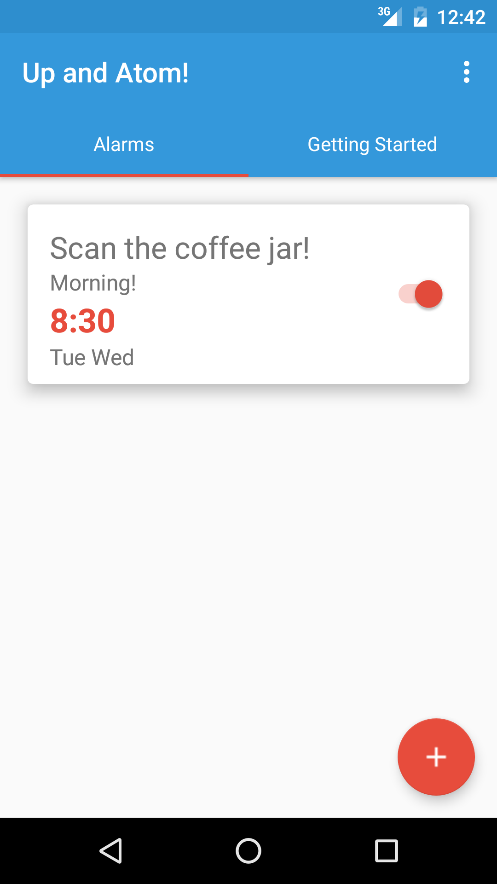 3G 12:42
Up and Atom!
Alarms Getting Started
Scan the coffee jar!
Morning!
8:30
Tue Wed